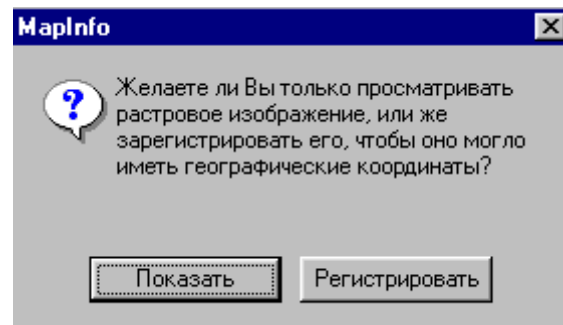 MapInfo
Желаете ли Вы только просматривать
растровое изображение, или же
зарегистрировать его, чтобы оно могло
иметь географические координаты?
Показать
Регистрировать